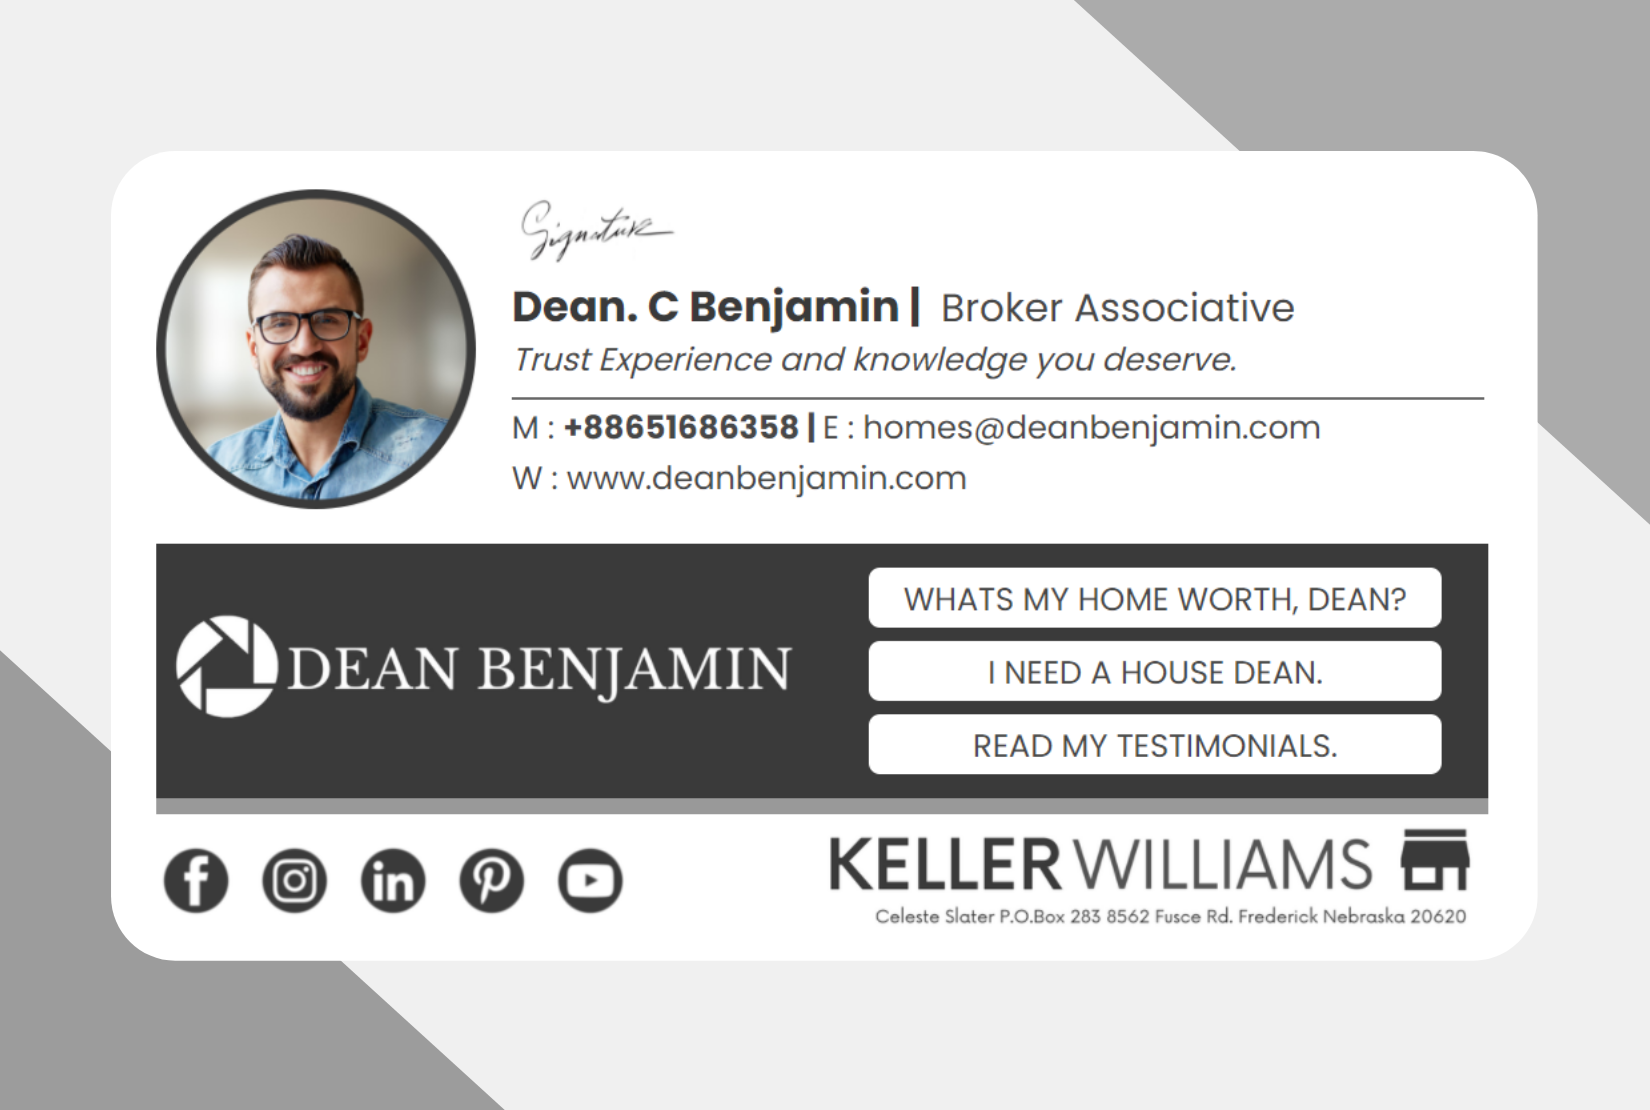 Signature
Dean. C Benjamin | Broker Associative
Trust Experience and knowledge you deserve.
M : +88651686358 | E : homes@deanbenjamin.com
W : www.deanbenjamin.com
DEAN BENJAMIN
WHATS MY HOME WORTH, DEAN?
I NEED A HOUSE DEAN.
READ MY TESTIMONIALS.
KELLER WILLIAMS
Celeste Slater P.O.Box 283 8562 Fusce Rd. Frederick Nebraska 20620